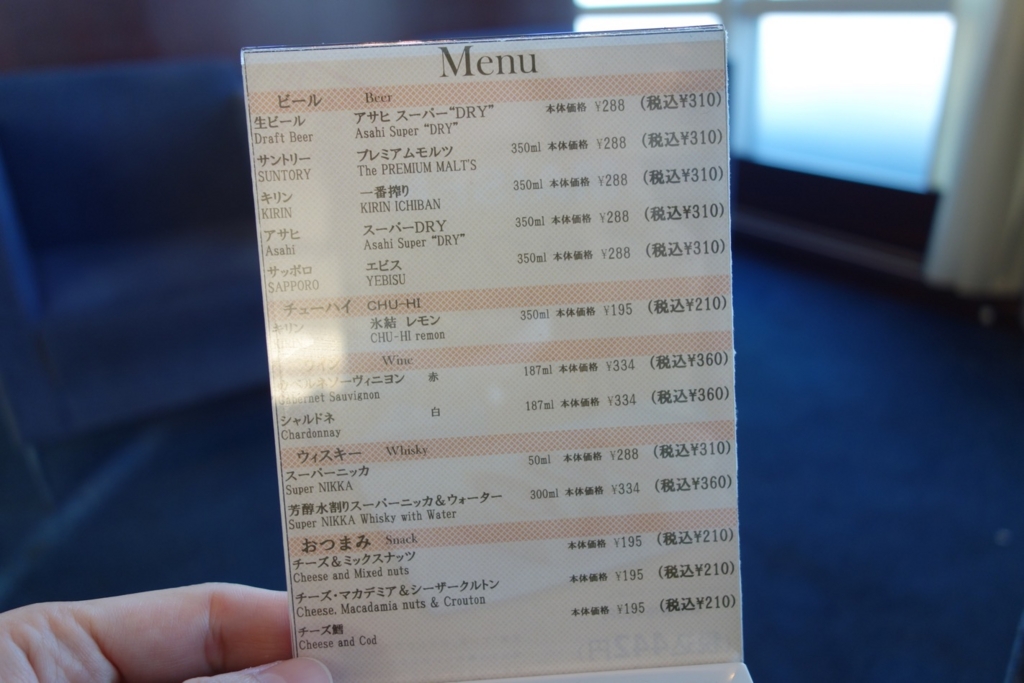 Menu
ビール Beer
生ビール アサヒ スーパー“DRY” 本体価格 ¥288 (税込¥310)
Draft Beer Asahi Super “DRY”
サントリー プレミアムモルツ 350ml 本体価格 ¥288 (税込¥310)
SUNTORY The PREMIUM MALT'S
キリン 一番搾り 350ml 本体価格 ¥288 (税込¥310)
KIRIN KIRIN ICHIBAN
アサヒ スーパーDRY 350ml 本体価格 ¥288 (税込¥310)
Asahi Asahi Super “DRY”
サッポロ エビス 350ml 本体価格 ¥288 (税込¥310)
SAPPORO YEBISU
チューハイ CHU-HI
キリン 氷結 レモン 350ml 本体価格 ¥195 (税込¥210)
CHU-HI remon
Wine
ソーヴィニヨン 赤 187ml 本体価格 ¥334 (税込¥360)
Sauvignon
シャルドネ 白 187ml 本体価格 ¥334 (税込¥360)
Chardonnay
ウィスキー Whisky
スーパーニッカ 50ml 本体価格 ¥288 (税込¥310)
Super NIKKA
芳醇水割りスーパーニッカ＆ウォーター 300ml 本体価格 ¥334 (税込¥360)
Super NIKKA Whisky with Water
おつまみ Snack
チーズ＆ミックスナッツ 本体価格 ¥195 (税込¥210)
Cheese and Mixed nuts
チーズ・マカデミア＆シーザークルトン 本体価格 ¥195 (税込¥210)
Cheese. Macadamia nuts & Crouton
チーズ鱈 本体価格 ¥195 (税込¥210)
Cheese and Cod